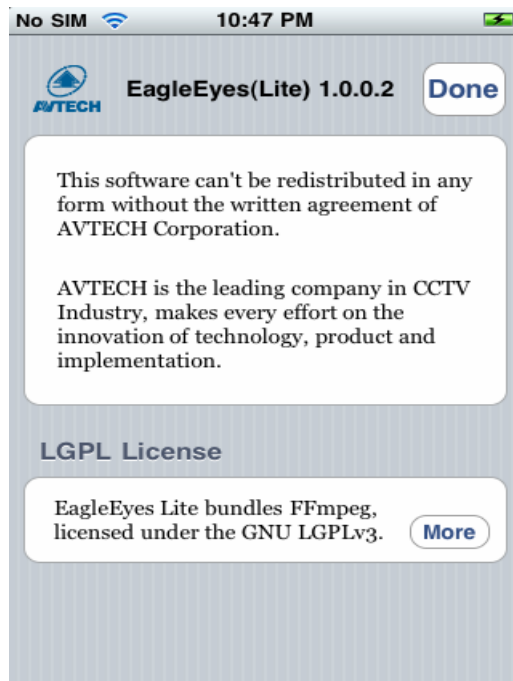 No SIM 10:47 PM
AVTECH EagleEyes(Lite) 1.0.0.2 Done
This software can't be redistributed in any
form without the written agreement of
AVTECH Corporation.
AVTECH is the leading company in CCTV
Industry, makes every effort on the
innovation of technology, product and
implementation.
LGPL License
EagleEyes Lite bundles FFmpeg,
licensed under the GNU LGPLv3.
More